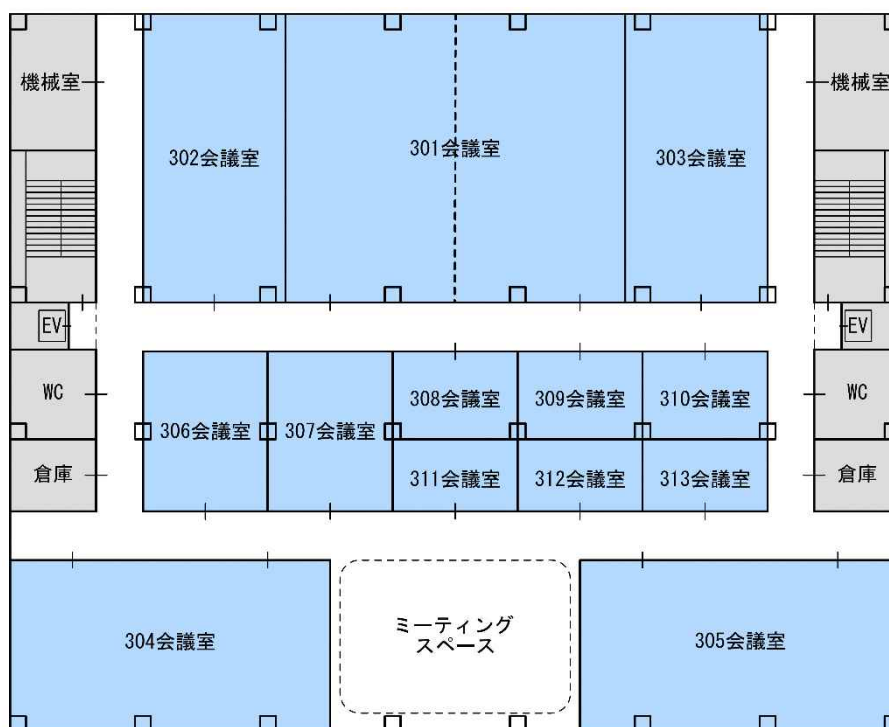 機械室
機械室
302会議室
301会議室
303会議室
EV
EV
WC
308会議室
309会議室
310会議室
WC
306会議室
307会議室
倉庫
311会議室
312会議室
313会議室
倉庫
304会議室
ミーティング
スペース
305会議室